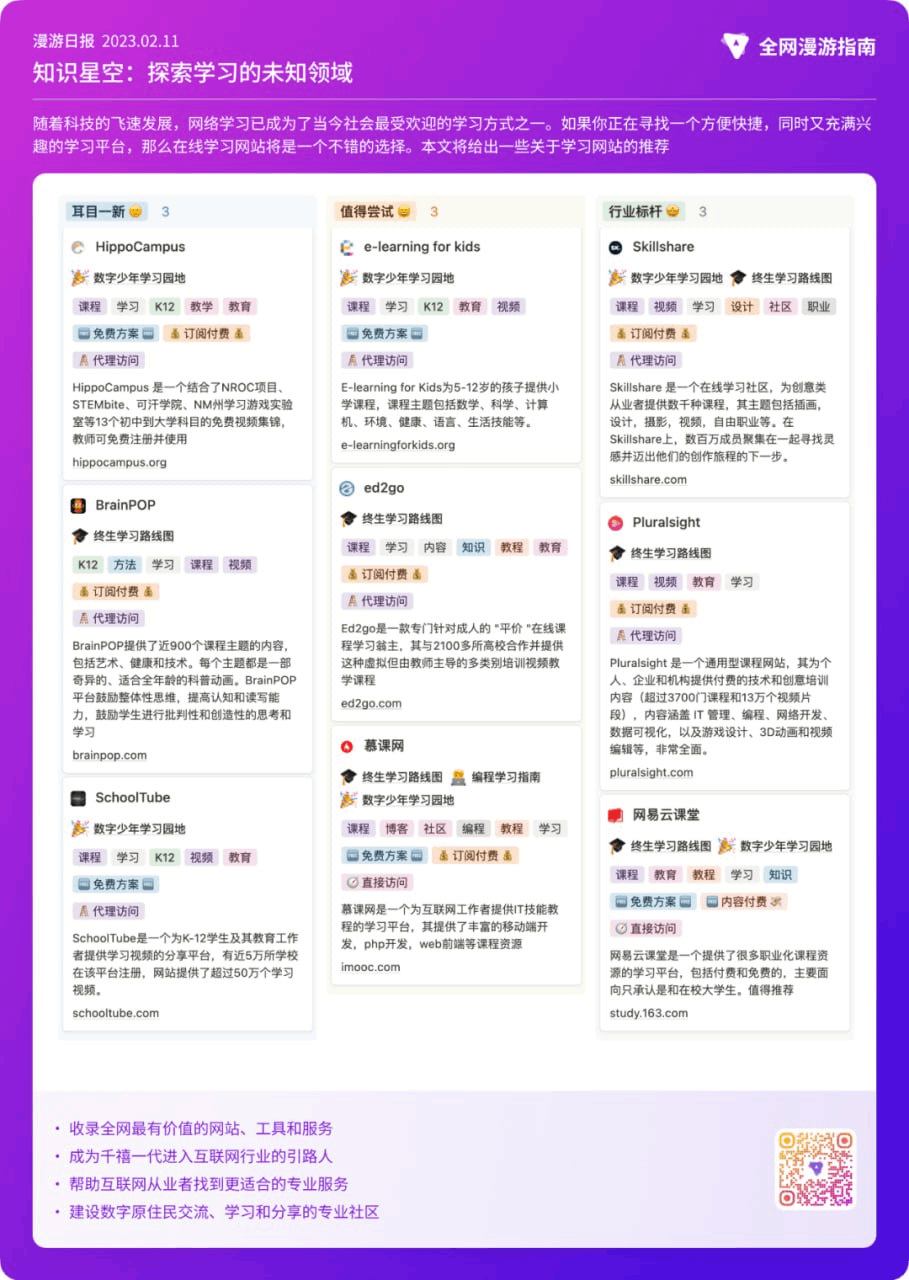 漫游日报 2023.02.11
全网漫游指南
知识星空：探索学习的未知领域
随着科技的飞速发展，网络学习已成为了当今社会最受欢迎的学习方式之一。如果你正在寻找一个方便快捷，同时又充满兴
趣的学习平台，那么在线学习网站将是一个不错的选择。本文将给出一些关于学习网站的推荐
耳目一新 3
HippoCampus
数字少年学习园地
课程 学习 K12 教学 教育
免费方案 订阅付费
代理访问
HippoCampus 是一个结合了NROC项目、
STEMbite、可汗学院、NM州学习游戏实验
室等13个初中到大学科目的免费视频集锦，
教师可免费注册并使用
hippocampus.org
BrainPOP
终生学习路线图
K12 方法 学习 课程 视频
订阅付费
代理访问
BrainPOP提供了近900个课程主题的内容，
包括艺术、健康和技术。每个主题都是一部
奇异的、适合全年龄的科普动画。BrainPOP
平台鼓励整体性思维，提高认知和读写能
力，鼓励学生进行批判性和创造性的思考和
学习
brainpop.com
SchoolTube
数字少年学习园地
课程 学习 K12 视频 教育
免费方案
代理访问
SchoolTube是一个为K-12学生及其教育工作
者提供学习视频的分享平台，有近5万所学校
在该平台注册，网站提供了超过50万个学习
视频。
schooltube.com
值得尝试 3
e-learning for kids
数字少年学习园地
课程 学习 K12 教育 视频
免费方案
代理访问
E-learning for Kids为5-12岁的孩子提供小
学课程，课程主题包括数学、科学、计算
机、环境、健康、语言、生活技能等。
e-learningforkids.org
ed2go
终生学习路线图
课程 学习 内容 知识 教程 教育
订阅付费
代理访问
Ed2go是一款专门针对成人的 "平价 "在线课
程学习翁主，其与2100多所高校合作并提供
这种虚拟但由教师主导的多类别培训视频教
学课程
ed2go.com
慕课网
终生学习路线图 编程学习指南
数字少年学习园地
课程 博客 社区 编程 教程 学习
免费方案 订阅付费
直接访问
慕课网是一个为互联网工作者提供IT技能教
程的学习平台，其提供了丰富的移动端开
发，php开发，web前端等课程资源
imooc.com
行业标杆 3
Skillshare
数字少年学习园地 终生学习路线图
课程 视频 学习 设计 社区 职业
订阅付费
代理访问
Skillshare 是一个在线学习社区，为创意类
从业者提供数千种课程，其主题包括插画，
设计，摄影，视频，自由职业等。在
Skillshare上，数百万成员聚集在一起寻找灵
感并迈出他们的创作旅程的下一步。
skillshare.com
Pluralsight
终生学习路线图
课程 视频 教育 学习
订阅付费
代理访问
Pluralsight 是一个通用型课程网站，其为个
人、企业和机构提供付费的技术和创意培训
内容（超过3700门课程和13万个视频片
段），内容涵盖 IT 管理、编程、网络开发、
数据可视化，以及游戏设计、3D动画和视频
编辑等，非常全面。
pluralsight.com
网易云课堂
终生学习路线图 数字少年学习园地
课程 教育 教程 学习 知识
免费方案 内容付费
直接访问
网易云课堂是一个提供了很多职业化课程资
源的学习平台，包括付费和免费的，主要面
向只承认是和在校大学生。值得推荐
study.163.com
• 收录全网最有价值的网站、工具和服务
• 成为千禧一代进入互联网行业的引路人
• 帮助互联网从业者找到更适合的专业服务
• 建设数字原住民交流、学习和分享的专业社区